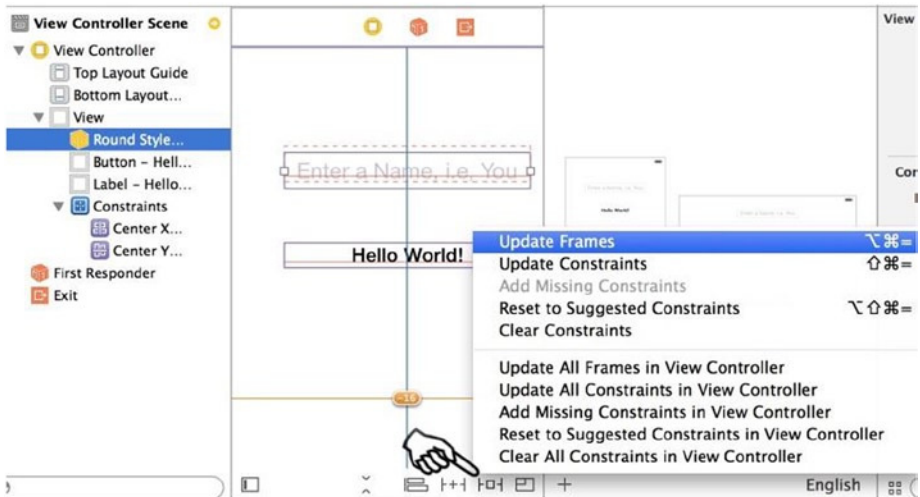 View Controller Scene
View Controller
Top Layout Guide
Bottom Layout...
View
Round Style...
Button – Hell...
Label – Hello...
Constraints
Center X...
Center Y...
First Responder
Exit
Enter a Name, i.e. You
Hello World!
-16
Hello World!
View
Cor
Update Frames ⌥⌘=
Update Constraints ⇧⌘=
Add Missing Constraints
Reset to Suggested Constraints ⌥⇧⌘=
Clear Constraints
Update All Frames in View Controller
Update All Constraints in View Controller
Add Missing Constraints in View Controller
Reset to Suggested Constraints in View Controller
Clear All Constraints in View Controller
English